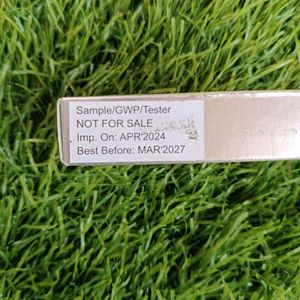 Sample/GWP/Tester
NOT FOR SALE
Imp. On: APR'2024
Best Before: MAR'2027